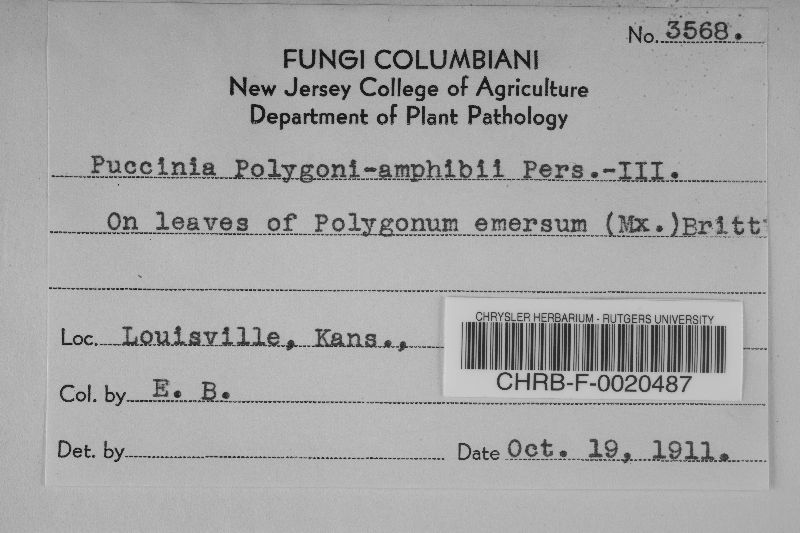 No. 3568.
FUNGI COLUMBIANI
New Jersey College of Agriculture
Department of Plant Pathology
Puccinia Polygoni-amphibii Pers.-III.
On leaves of Polygonum emersum (Mx.)Britt
Loc. Louisville, Kans.,
CHRYSLER HERBARIUM - RUTGERS UNIVERSITY
CHRB-F-0020487
Col. by E. B.
Det. by
Date Oct. 19, 1911.